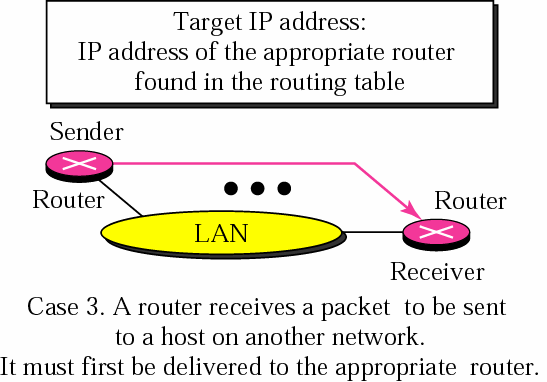 Target IP address:
IP address of the appropriate router
found in the routing table
Sender
Router
Router
LAN
Receiver
Case 3. A router receives a packet to be sent
to a host on another network.
It must first be delivered to the appropriate router.